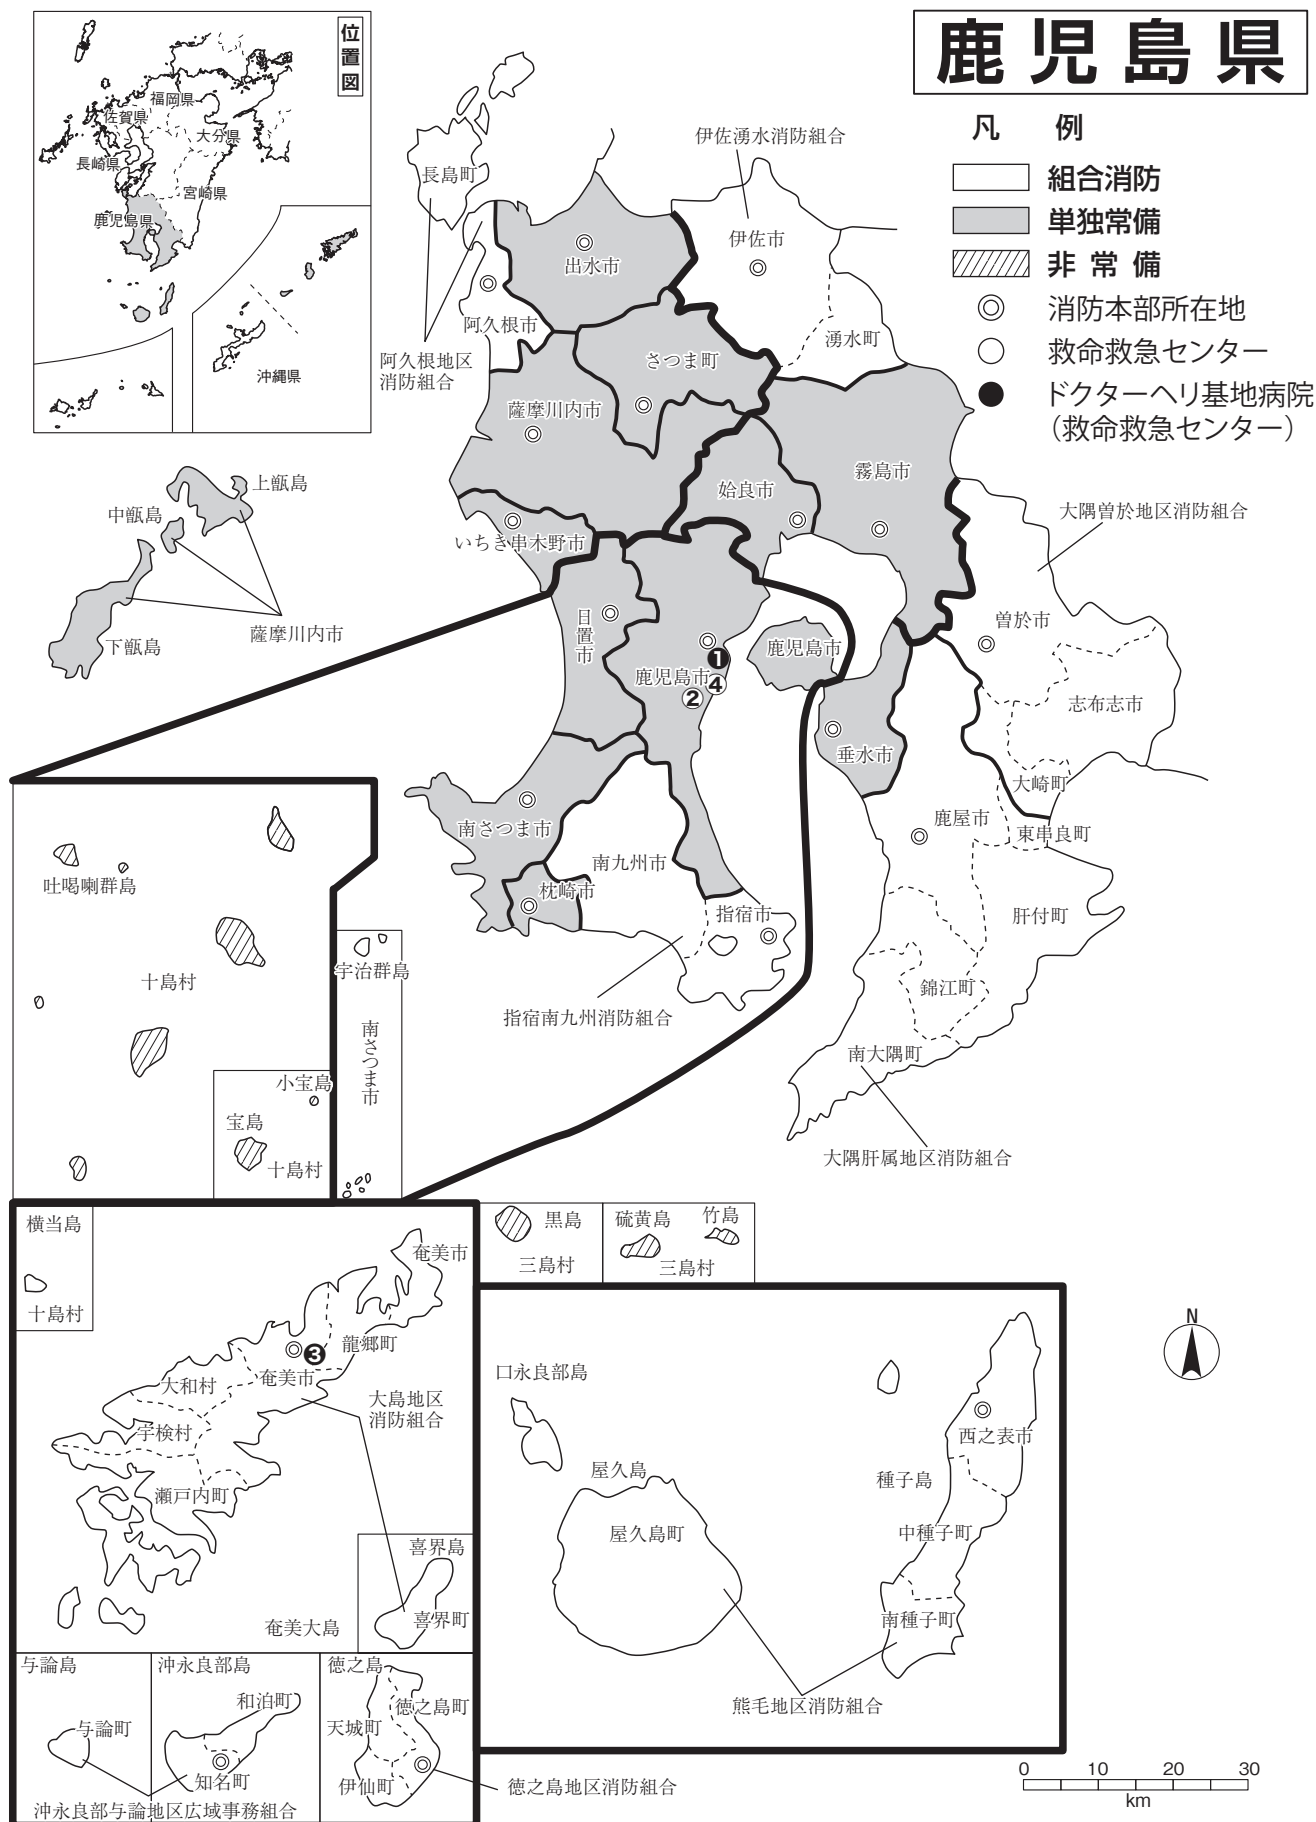 鹿児島県
位置図
福岡県
佐賀県
大分県
長崎県
宮崎県
鹿児島県
沖縄県
凡 例
組合消防
単独常備
非常備
消防本部所在地
救命救急センター
ドクターヘリ基地病院
（救命救急センター）
伊佐湧水消防組合
長島町
伊佐市
出水市
阿久根市
湧水町
阿久根地区
消防組合
さつま町
薩摩川内市
霧島市
姶良市
上甑島
中甑島
下甑島
薩摩川内市
いちき串木野市
大隅曽於地区消防組合
日置市
曽於市
鹿児島市
1
鹿児島市
4
2
志布志市
垂水市
大崎町
南さつま市
鹿屋市
東串良町
南九州市
枕崎市
指宿市
肝付町
吐喝喇群島
十島村
宇治群島
南さつま市
指宿南九州消防組合
錦江町
南大隅町
小宝島
宝島
十島村
大隅肝属地区消防組合
横当島
十島村
黒島
三島村
硫黄島
竹島
三島村
奄美市
龍郷町
3
奄美市
大和村
大島地区
消防組合
宇検村
瀬戸内町
喜界島
喜界町
奄美大島
口永良部島
屋久島
屋久島町
西之表市
種子島
中種子町
南種子町
熊毛地区消防組合
N
与論島
与論町
沖永良部島
和泊町
知名町
沖永良部与論地区広域事務組合
徳之島
徳之島町
天城町
伊仙町
徳之島地区消防組合
0 10 20 30
km